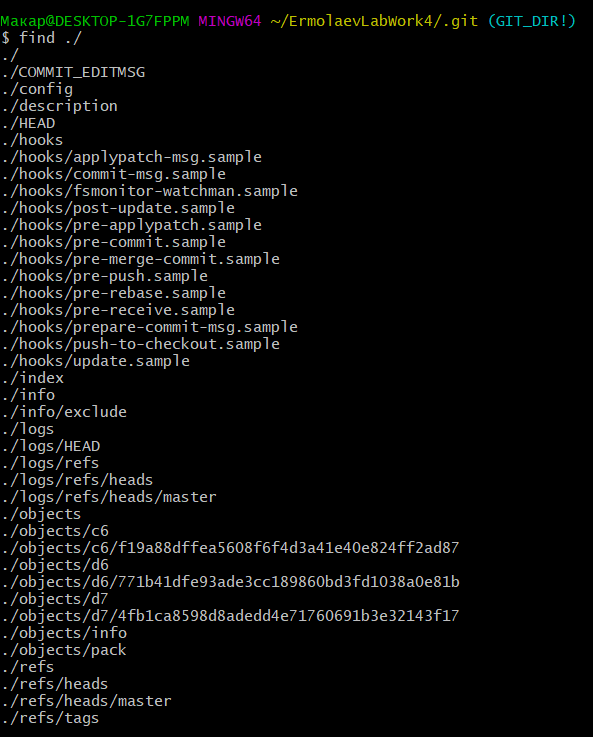 Макар@DESKTOP-1G7FPPM MINGW64 ~/ErmolaevLabWork4/.git (GIT_DIR!)
$ find ./
./
./COMMIT_EDITMSG
./config
./description
./HEAD
./hooks
./hooks/applypatch-msg.sample
./hooks/commit-msg.sample
./hooks/fsmonitor-watchman.sample
./hooks/post-update.sample
./hooks/pre-applypatch.sample
./hooks/pre-commit.sample
./hooks/pre-merge-commit.sample
./hooks/pre-push.sample
./hooks/pre-rebase.sample
./hooks/pre-receive.sample
./hooks/prepare-commit-msg.sample
./hooks/push-to-checkout.sample
./hooks/update.sample
./index
./info
./info/exclude
./logs
./logs/HEAD
./logs/refs
./logs/refs/heads
./logs/refs/heads/master
./objects
./objects/c6
./objects/c6/f19a88dffea5608f6f4d3a41e40e824ff2ad87
./objects/d6
./objects/d6/771b41dfe93ade3cc189860bd3fd1038a0e81b
./objects/d7
./objects/d7/4fb1ca8598d8adedd4e71760691b3e32143f17
./objects/info
./objects/pack
./refs
./refs/heads
./refs/heads/master
./refs/tags